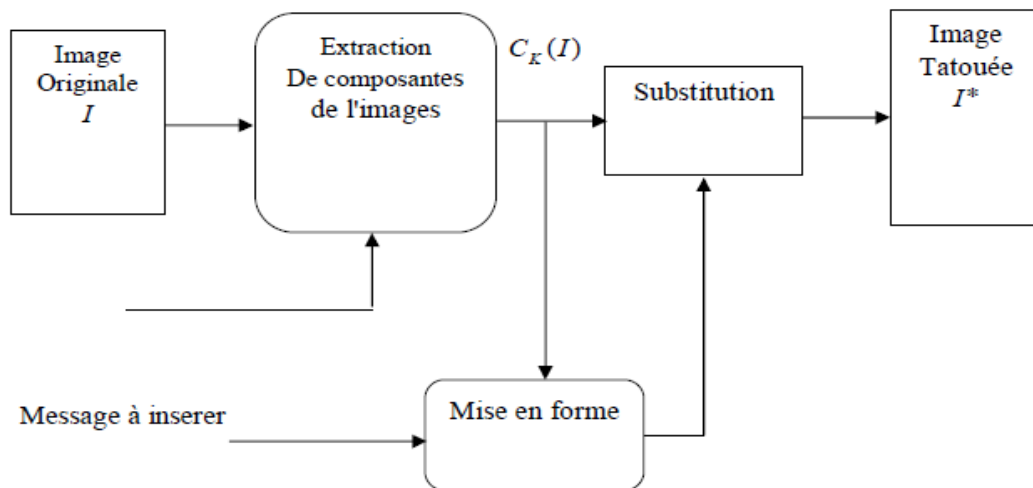 Image
Originale
I
Extraction
De composantes
de l'images
C_K(I)
Substitution
Image
Tatouée
I*
Message à inserer
Mise en forme